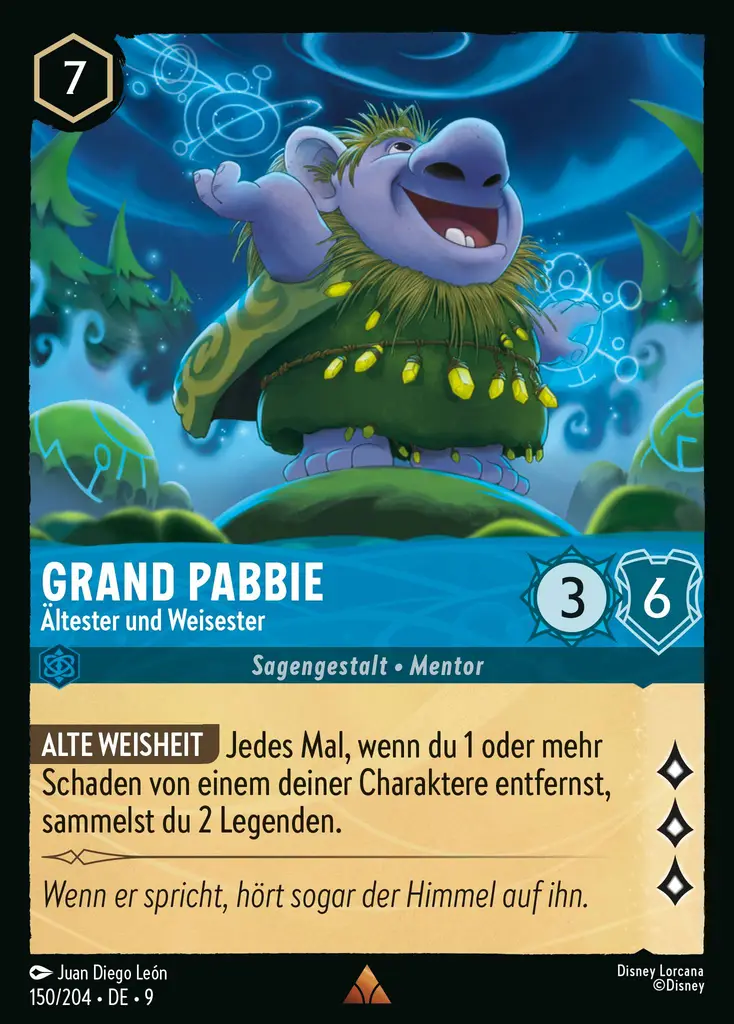 7
GRAND PABBIE
Ältester und Weisester
3
6
Sagengestalt • Mentor
ALTE WEISHEIT Jedes Mal, wenn du 1 oder mehr
Schaden von einem deiner Charaktere entfernst,
sammelst du 2 Legenden.
Wenn er spricht, hört sogar der Himmel auf ihn.
Juan Diego León
150/204 • DE • 9
Disney Lorcana
©Disney